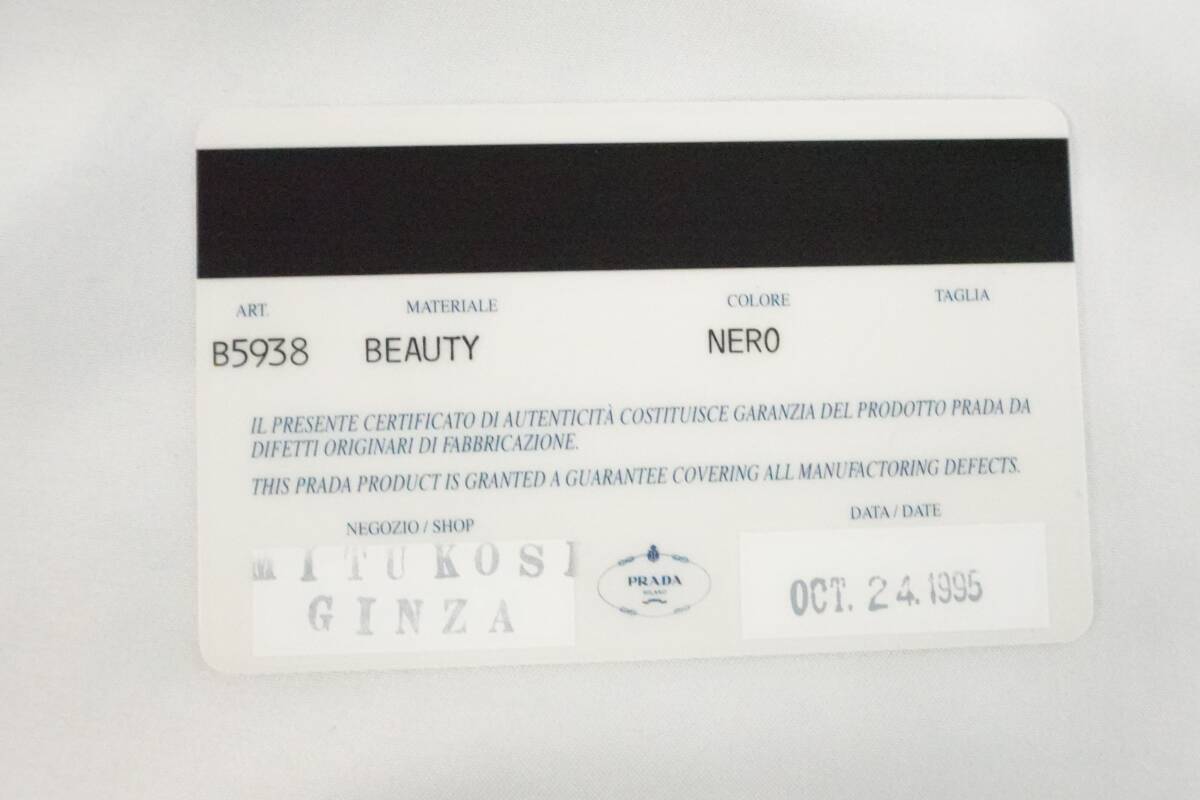 ART. MATERIALE COLORE TAGLIA
B5938 BEAUTY NERO
IL PRESENTE CERTIFICATO DI AUTENTICITÀ COSTITUISCE GARANZIA DEL PRODOTTO PRADA DA
DIFETTI ORIGINARI DI FABBRICAZIONE.
THIS PRADA PRODUCT IS GRANTED A GUARANTEE COVERING ALL MANUFACTORING DEFECTS.
NEGOZIO / SHOP DATA / DATE
MITUKOSI
GINZA
PRADA
MILANO
OCT. 24. 1995